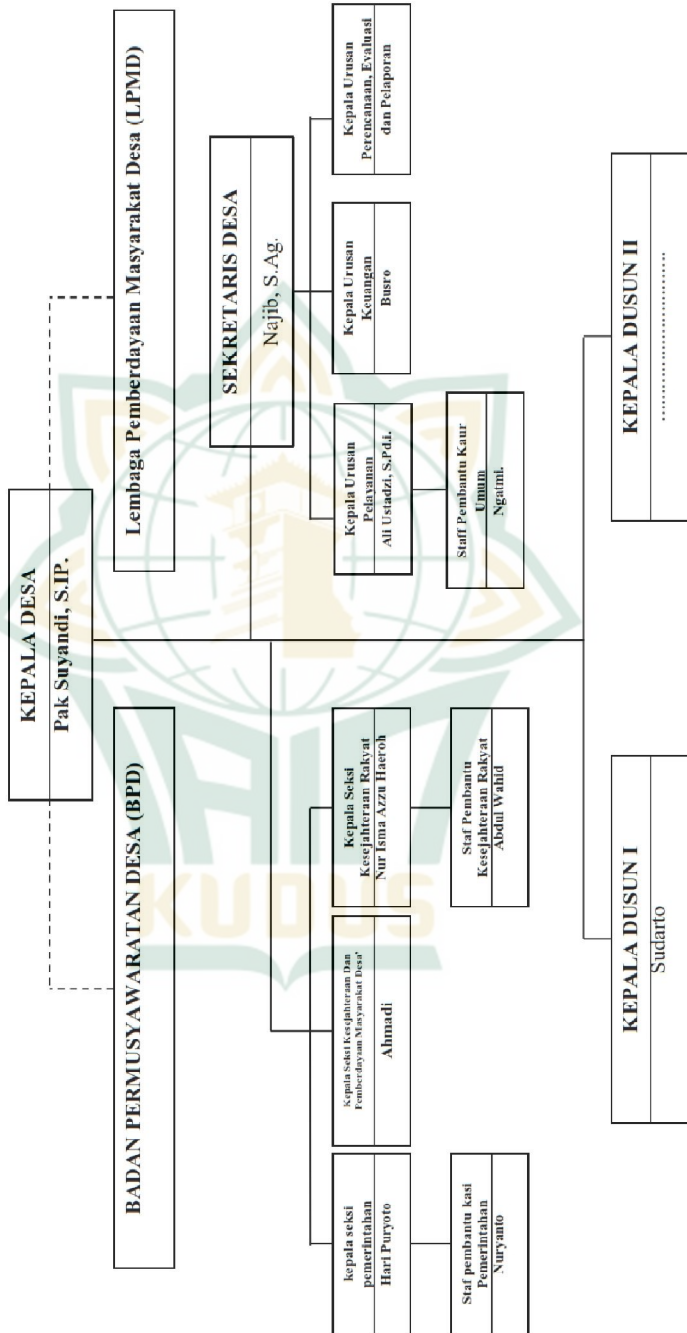 KEPALA DESA
Pak Suyandi, S.IP.
BADAN PERMUSYAWARATAN DESA (BPD)
Lembaga Pemberdayaan Masyarakat Desa (LPMD)
SEKRETARIS DESA
Najib, S.Ag.
kepala seksi
pemerintahan
Hari Puryoto
Kepala Seksi Kesejahteraan Dan
Pemberdayaan Masyarakat Desa'
Ahmadi
Kepala Seksi
Kesejahteraan Rakyat
Nur Isma Azzu Haeroh
Kepala Urusan
Pelayanan
Ali Ustadzi, S.Pd.i.
Kepala Urusan
Keuangan
Busro
Kepala Urusan
Perencanaan, Evaluasi
dan Pelaporan
Staf pembantu kasi
Pemerintahan
Nuryanto
Staf Pembantu
Kesejahteraan Rakyat
Abdul Wahid
Staff Pembantu Kaur
Umum
Ngatmi.
KEPALA DUSUN I
Sudarto
KEPALA DUSUN II
................................
IAIN
KUDUS